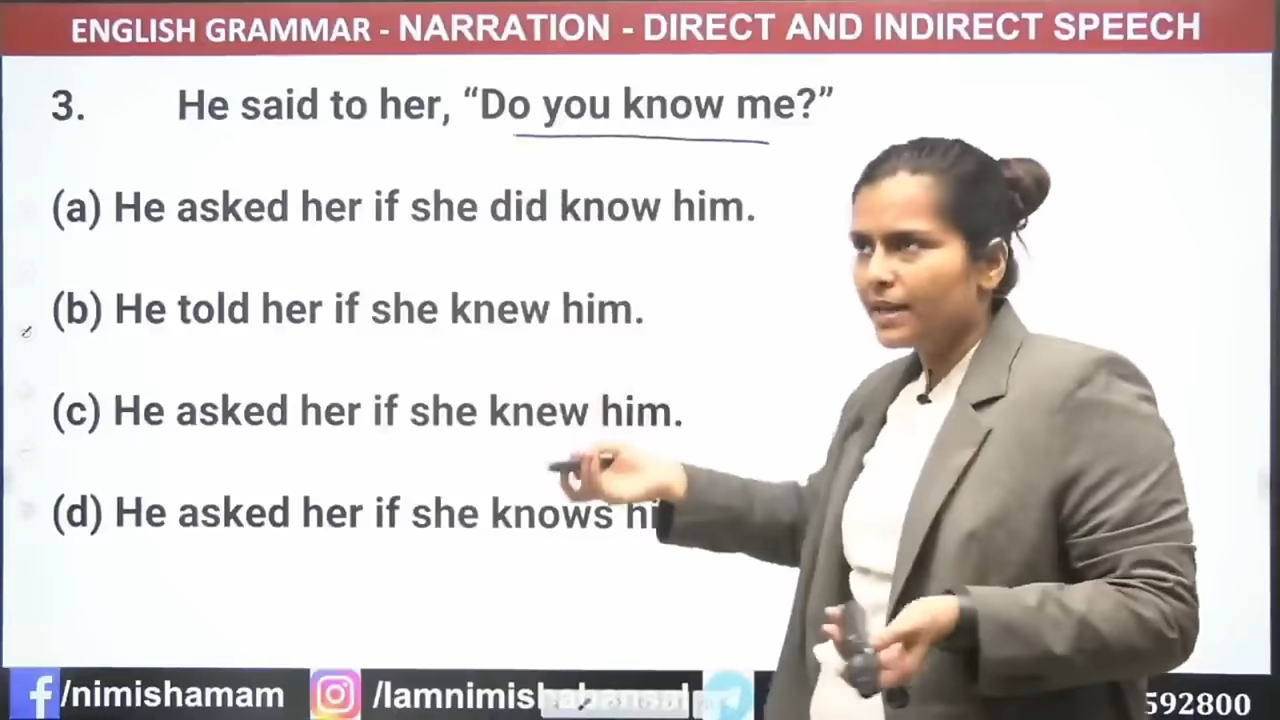 ENGLISH GRAMMAR - NARRATION - DIRECT AND INDIRECT SPEECH
3. He said to her, “Do you know me?”
(a) He asked her if she did know him.
(b) He told her if she knew him.
(c) He asked her if she knew him.
(d) He asked her if she knows
/nimishamam /Iamnimishabansal 592800